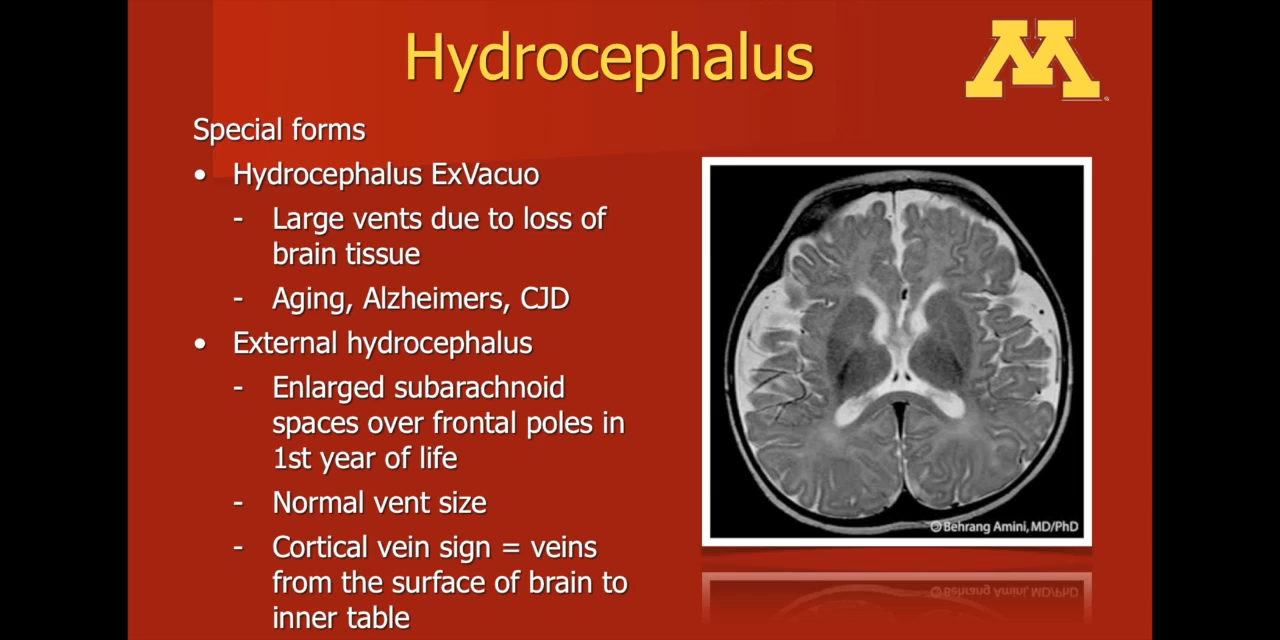 Hydrocephalus
M
Special forms
• Hydrocephalus ExVacuo
- Large vents due to loss of
brain tissue
- Aging, Alzheimers, CJD
• External hydrocephalus
- Enlarged subarachnoid
spaces over frontal poles in
1st year of life
- Normal vent size
- Cortical vein sign = veins
from the surface of brain to
inner table
Behrang Amini, MD/PhD